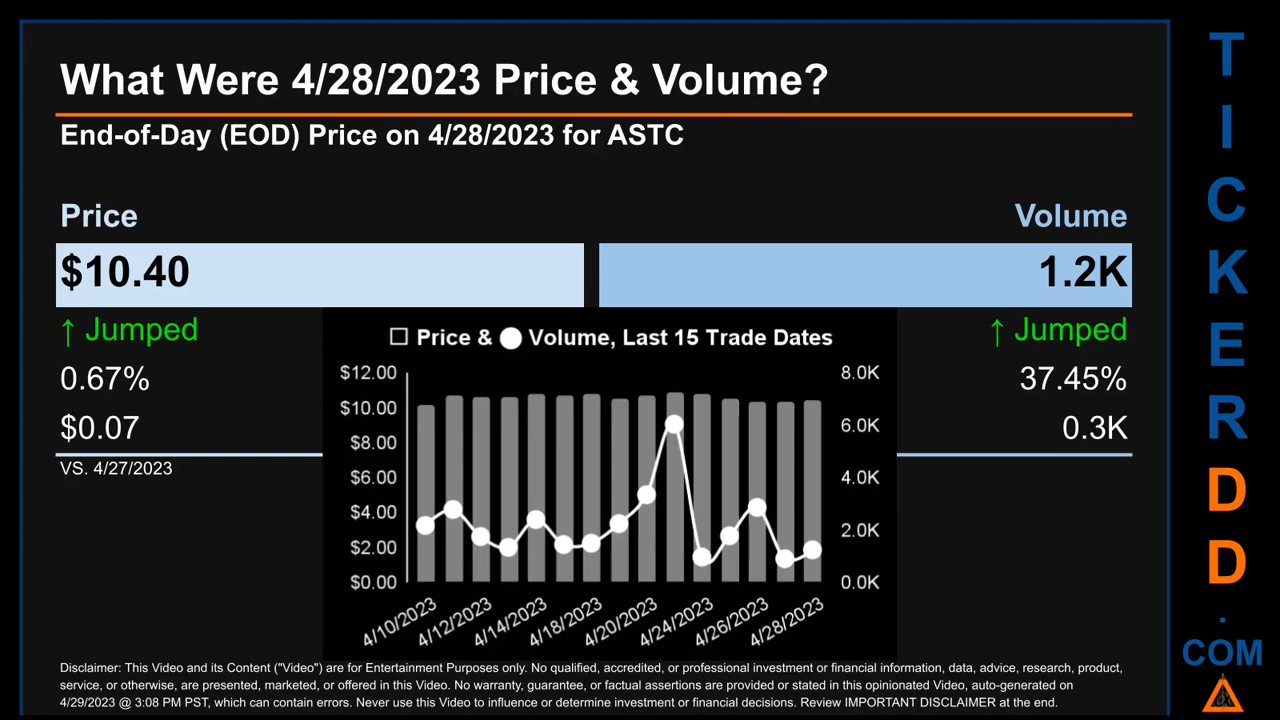 What Were 4/28/2023 Price & Volume?
End-of-Day (EOD) Price on 4/28/2023 for ASTC
Price
Volume
$10.40
1.2K
↑ Jumped
↑ Jumped
0.67%
37.45%
$0.07
0.3K
VS. 4/27/2023
Price & Volume, Last 15 Trade Dates
$12.00
$10.00
$8.00
$6.00
$4.00
$2.00
$0.00
8.0K
6.0K
4.0K
2.0K
0.0K
4/10/2023
4/12/2023
4/14/2023
4/18/2023
4/20/2023
4/24/2023
4/26/2023
4/28/2023
Disclaimer: This Video and its Content ("Video") are for Entertainment Purposes only. No qualified, accredited, or professional investment or financial information, data, advice, research, product,
service, or otherwise, are presented, marketed, or offered in this Video. No warranty, guarantee, or factual assertions are provided or stated in this opinionated Video, auto-generated on
4/29/2023 @ 3:08 PM PST, which can contain errors. Never use this Video to influence or determine investment or financial decisions. Review IMPORTANT DISCLAIMER at the end.
T
I
C
K
E
R
D
D
.
COM